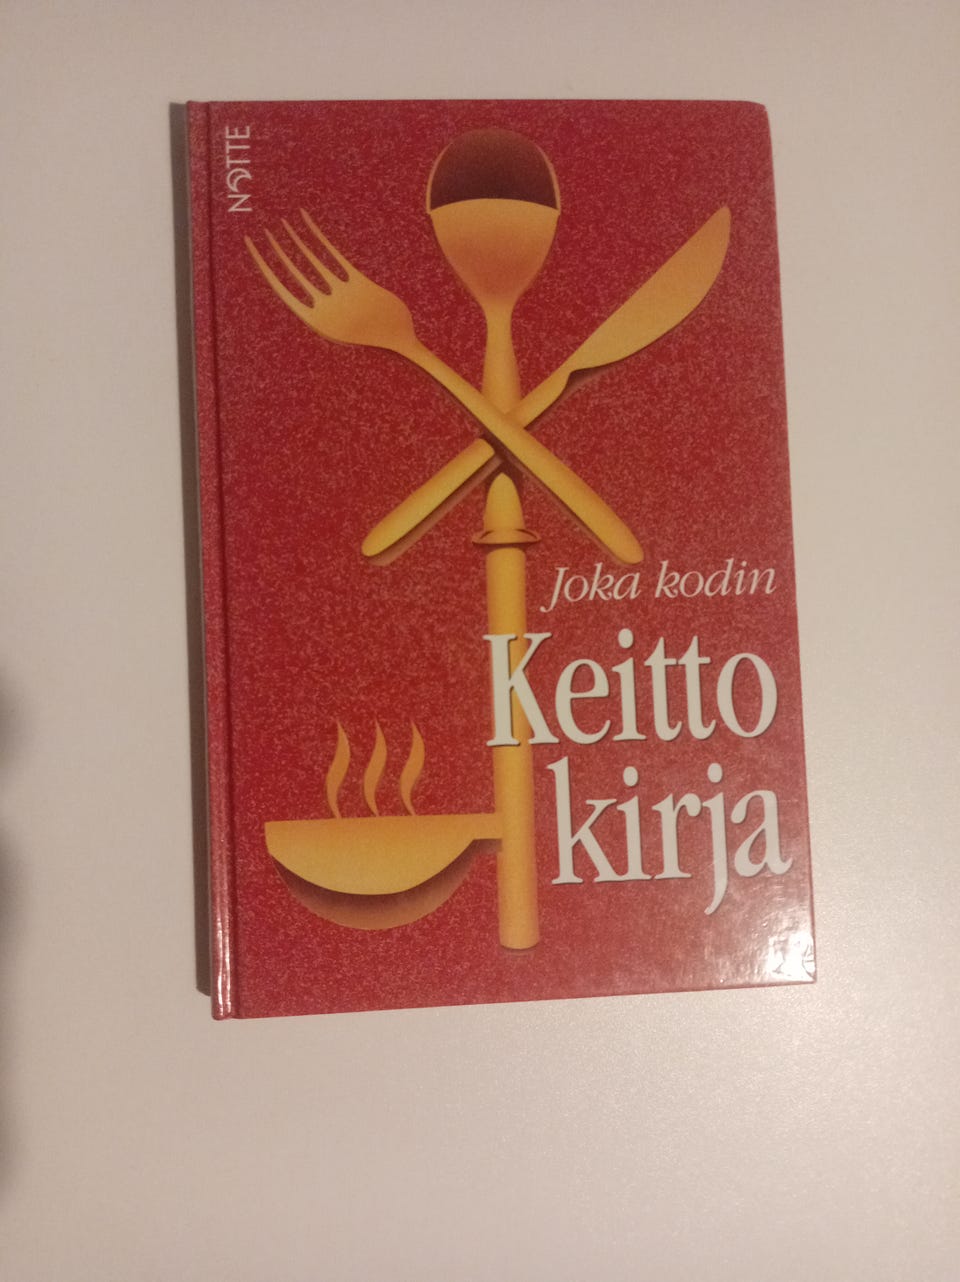 NOTTE
Joka kodin
Keitto
kirja